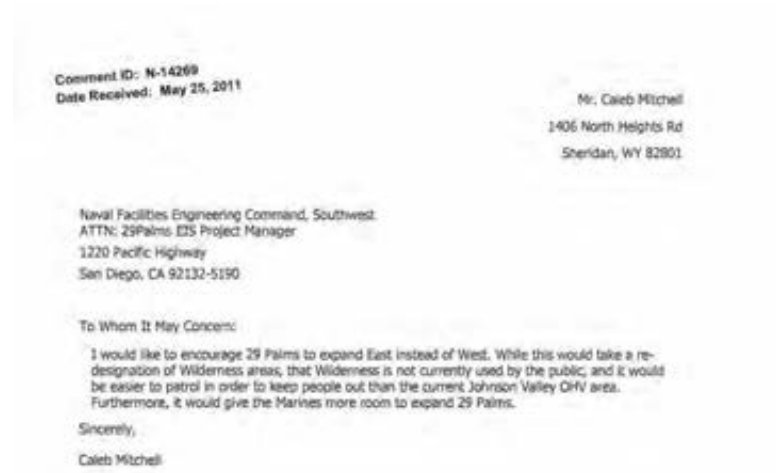 Comment ID: N-14269
Date Received: May 25, 2011
Mr. Caleb Mitchell
1406 North Heights Rd
Sheridan, WY 82801
Naval Facilities Engineering Command, Southwest
ATTN: 29Palms EIS Project Manager
1220 Pacific Highway
San Diego, CA 92132-5190
To Whom It May Concern:
I would like to encourage 29 Palms to expand East instead of West. While this would take a re-
designation of Wilderness areas, that Wilderness is not currently used by the public, and it would
be easier to patrol in order to keep people out than the current Johnson Valley OHV area.
Furthermore, it would give the Marines more room to expand 29 Palms.
Sincerely,
Caleb Mitchell